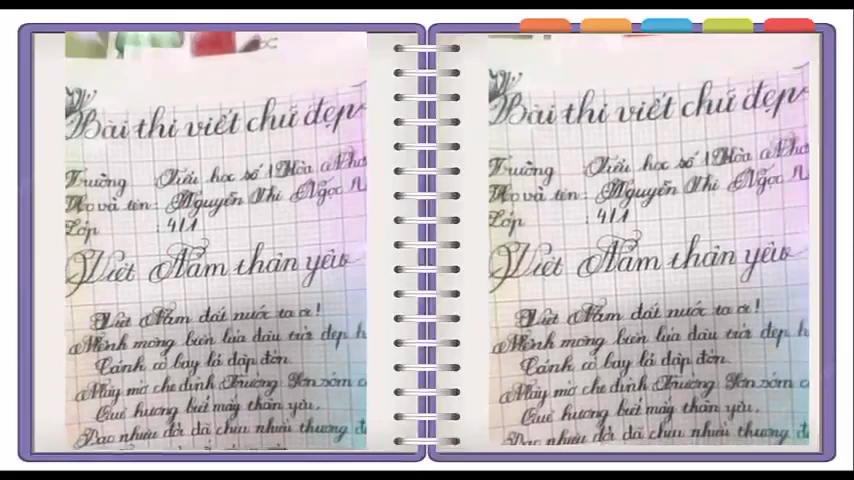 Bài thi viết chữ đẹp
Trường : Tiểu học số 1 Hòa
Họ và tên : Nguyễn Thị Ngọc
Lớp : 4/1
Việt Nam thân yêu
Việt Nam đất nước ta ơi!
Mênh mông biển lúa đâu trời đẹp
Cánh cò bay lả dập dờn
Mây mờ che đỉnh Trường Sơn sớm
Quê hương biết mấy thân yêu,
Bao nhiêu đời đã chịu nhiều thương
Bài thi viết chữ đẹp
Trường : Tiểu học số 1 Hòa
Họ và tên : Nguyễn Thị Ngọc
Lớp : 4/1
Việt Nam thân yêu
Việt Nam đất nước ta ơi!
Mênh mông biển lúa đâu trời đẹp
Cánh cò bay lả dập dờn
Mây mờ che đỉnh Trường Sơn sớm
Quê hương biết mấy thân yêu,
Bao nhiêu đời đã chịu nhiều thương